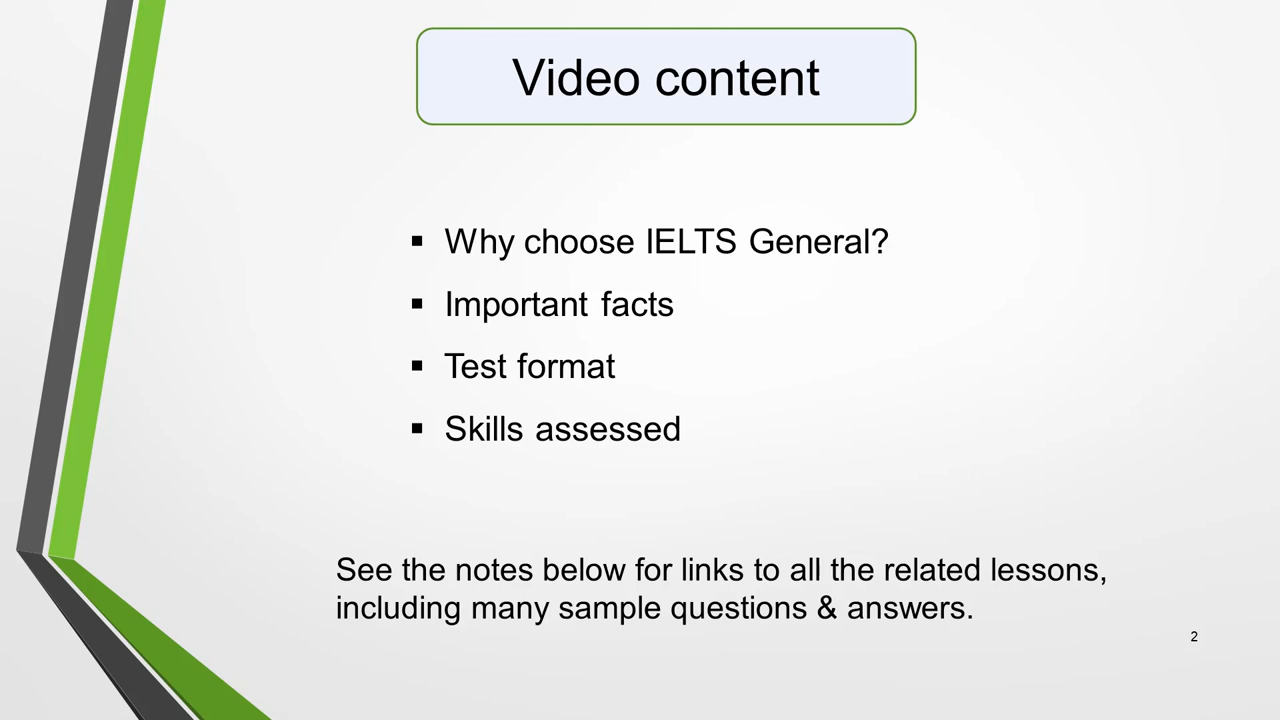 Video content
▪ Why choose IELTS General?
▪ Important facts
▪ Test format
▪ Skills assessed
See the notes below for links to all the related lessons,
including many sample questions & answers.
2